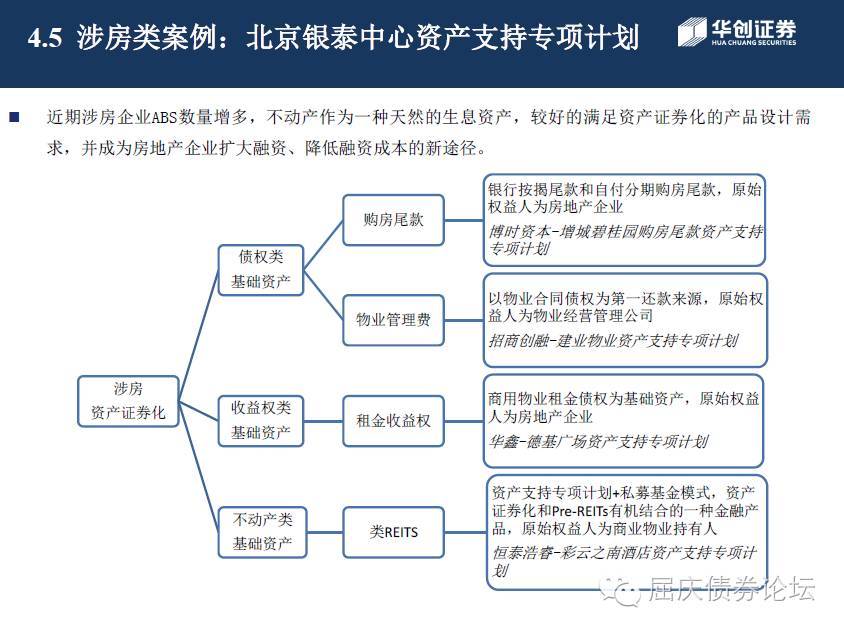 4.5 涉房类案例：北京银泰中心资产支持专项计划
华创证券
HUA CHUANG SECURITIES
近期涉房企业ABS数量增多，不动产作为一种天然的生息资产，较好的满足资产证券化的产品设计需
求，并成为房地产企业扩大融资、降低融资成本的新途径。
涉房
资产证券化
债权类
基础资产
购房尾款
银行按揭尾款和自付分期购房尾款，原始
权益人为房地产企业
博时资本-增城碧桂园购房尾款资产支持
专项计划
物业管理费
以物业合同债权为第一还款来源，原始权
益人为物业经营管理公司
招商创融-建业物业资产支持专项计划
收益权类
基础资产
租金收益权
商用物业租金债权为基础资产，原始权益
人为房地产企业
华鑫-德基广场资产支持专项计划
不动产类
基础资产
类REITS
资产支持专项计划+私募基金模式，资产
证券化和Pre-REITs有机结合的一种金融产
品，原始权益人为商业物业持有人
恒泰浩睿-彩云之南酒店资产支持专项计
划
屈庆债券论坛